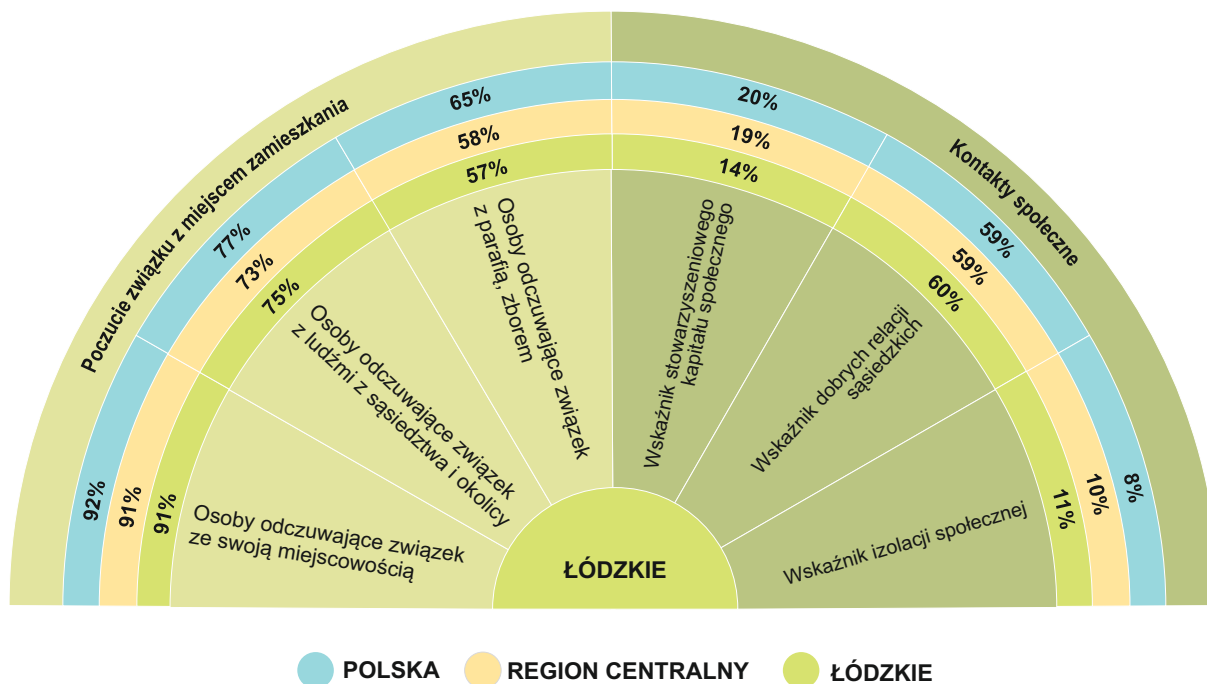 Poczucie związku z miejscem zamieszkania
Kontakty społeczne
92%
91%
91%
Osoby odczuwające związek
ze swoją miejscowością
77%
73%
75%
Osoby odczuwające związek
z ludźmi z sąsiedztwa i okolicy
65%
58%
57%
Osoby odczuwające związek
z parafią, zborem
20%
19%
14%
Wskaźnik stowarzyszeniowego
kapitału społecznego
59%
59%
60%
Wskaźnik dobrych relacji
sąsiedzkich
8%
10%
11%
Wskaźnik izolacji społecznej
ŁÓDZKIE
POLSKA
REGION CENTRALNY
ŁÓDZKIE